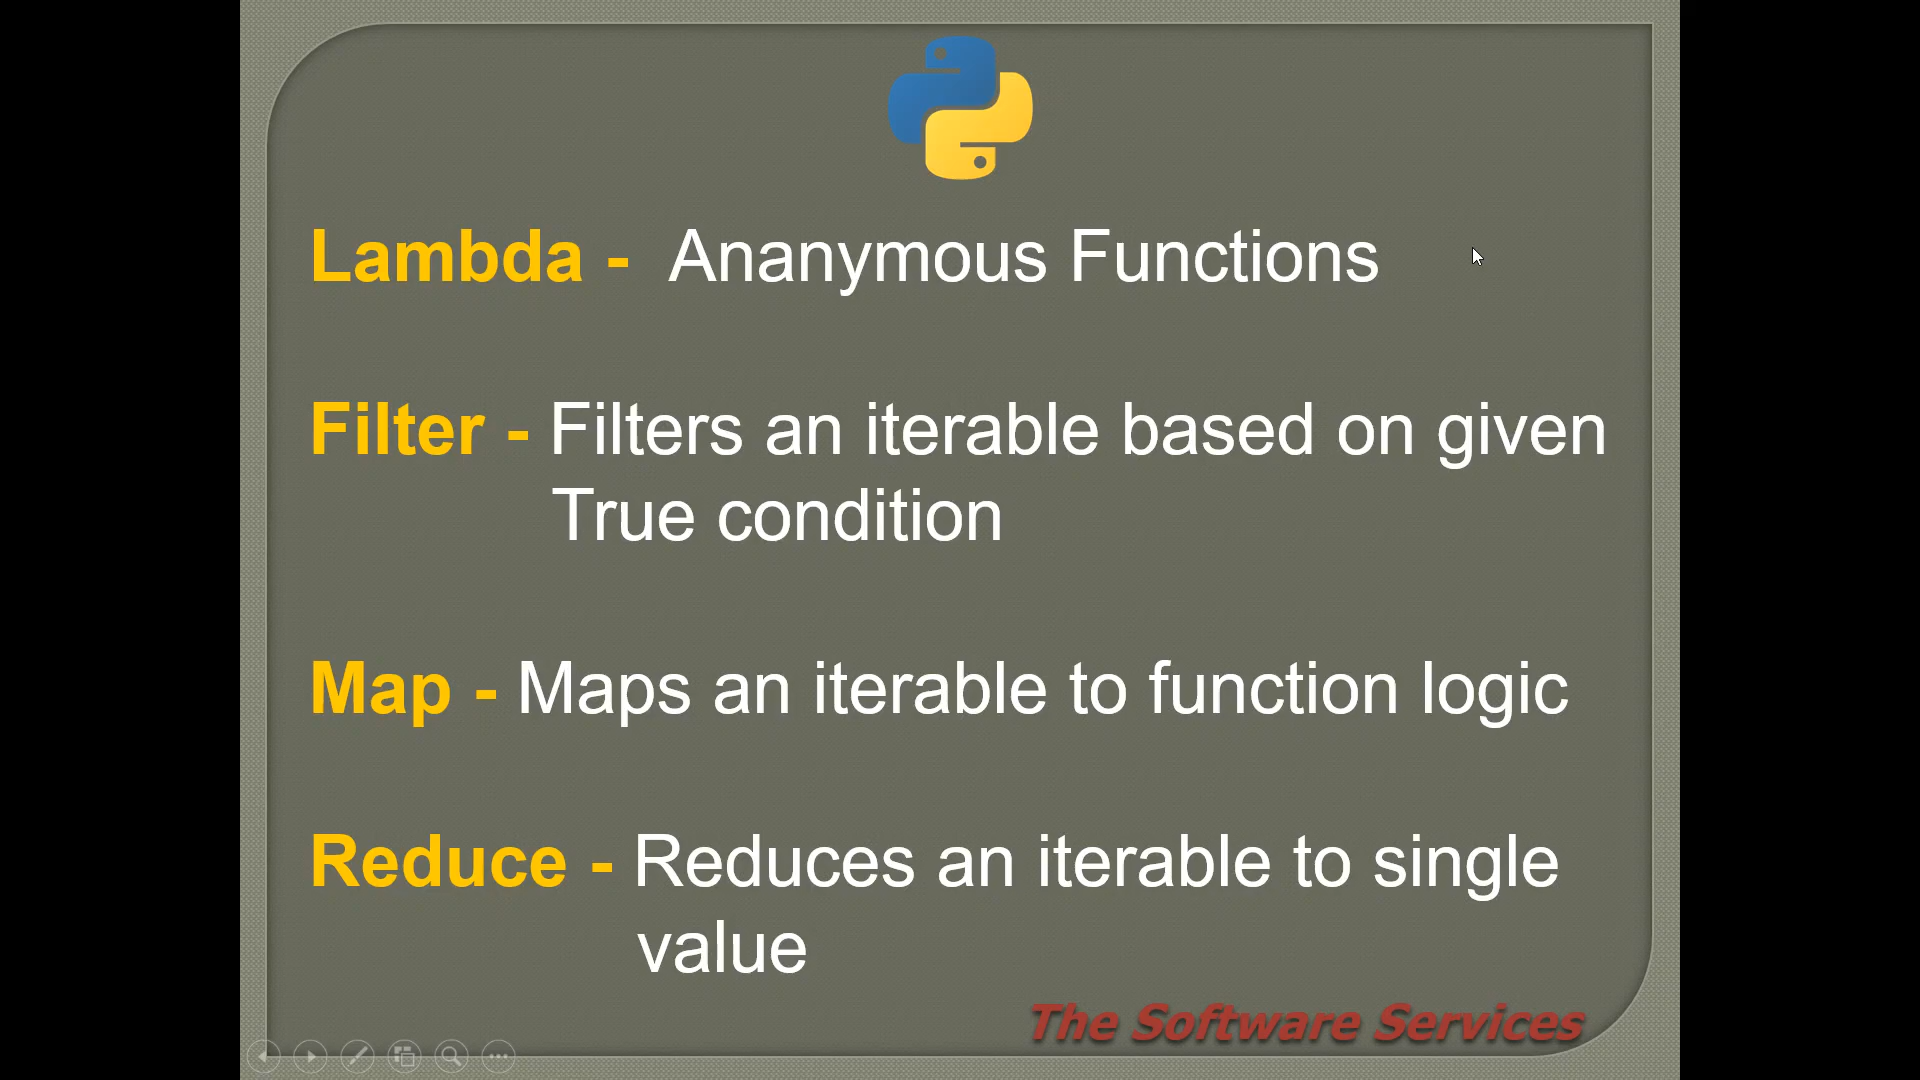 Lambda - Ananymous Functions
Filter - Filters an iterable based on given
True condition
Map - Maps an iterable to function logic
Reduce - Reduces an iterable to single
value
The Software Services